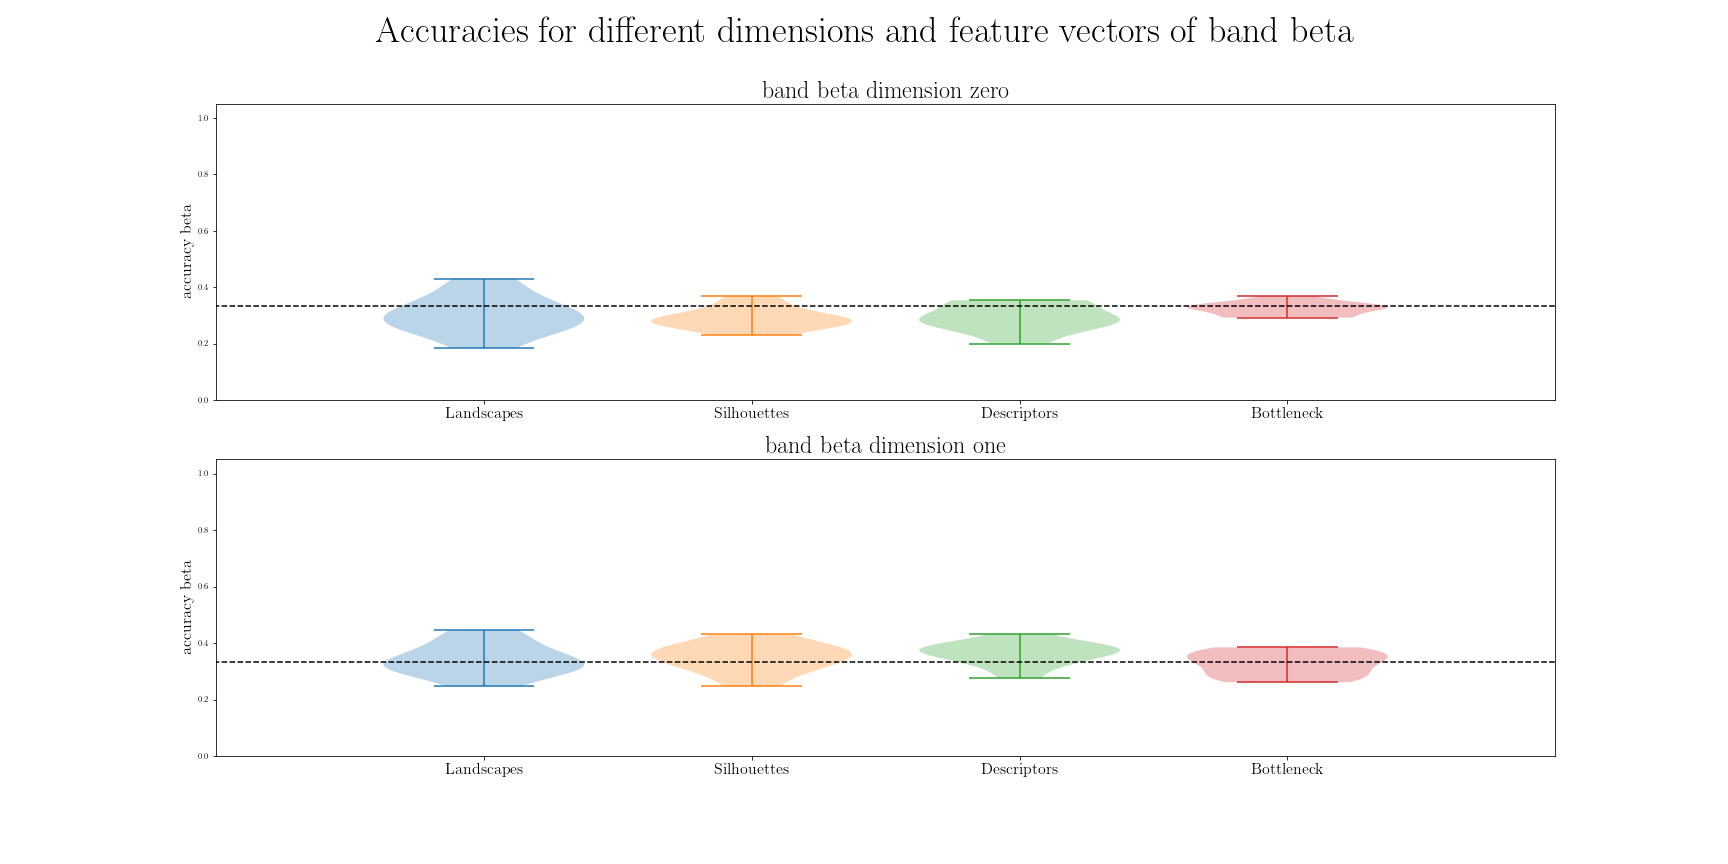 Accuracies for different dimensions and feature vectors of band beta
band beta dimension zero
accuracy beta
1.0
0.8
0.6
0.4
0.2
0.0
Landscapes Silhouettes Descriptors Bottleneck
band beta dimension one
accuracy beta
1.0
0.8
0.6
0.4
0.2
0.0
Landscapes Silhouettes Descriptors Bottleneck